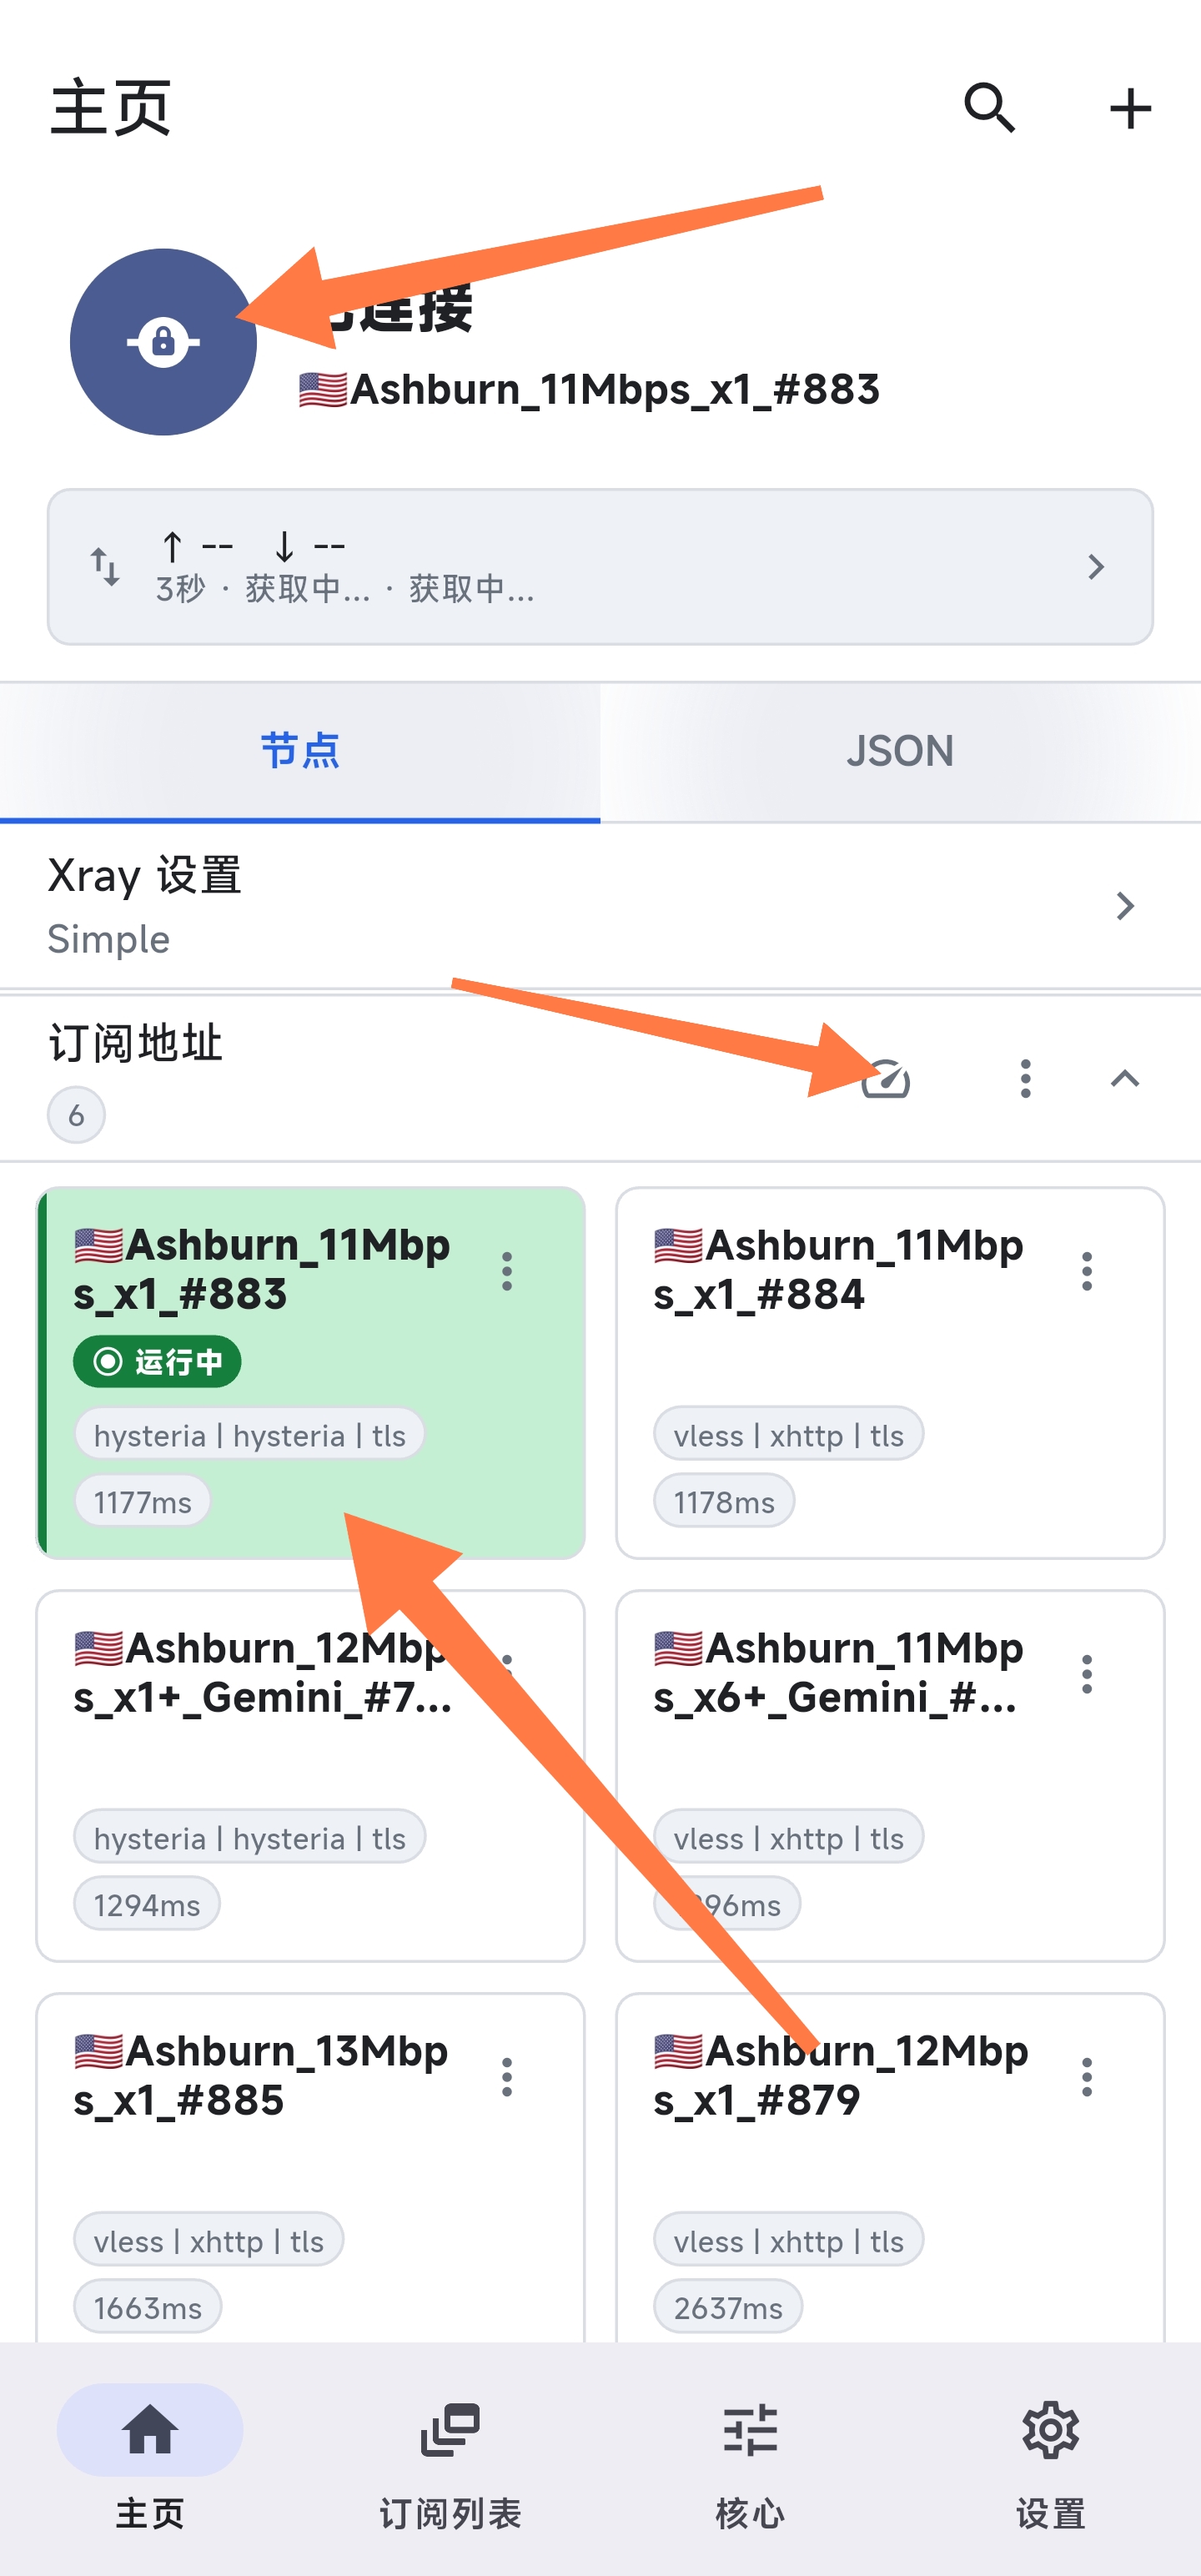 主页
连接
🇺🇸Ashburn_11Mbps_x1_#883
↑ -- ↓ --
3秒 · 获取中... · 获取中...
节点
JSON
Xray 设置
Simple
订阅地址
6
🇺🇸Ashburn_11Mbp
s_x1_#883
运行中
hysteria | hysteria | tls
1177ms
🇺🇸Ashburn_11Mbp
s_x1_#884
vless | xhttp | tls
1178ms
🇺🇸Ashburn_12Mbp
s_x1+_Gemini_#7...
hysteria | hysteria | tls
1294ms
🇺🇸Ashburn_11Mbp
s_x6+_Gemini_#...
vless | xhttp | tls
🇺🇸Ashburn_13Mbp
s_x1_#885
vless | xhttp | tls
1663ms
🇺🇸Ashburn_12Mbp
s_x1_#879
vless | xhttp | tls
2637ms
主页
订阅列表
核心
设置